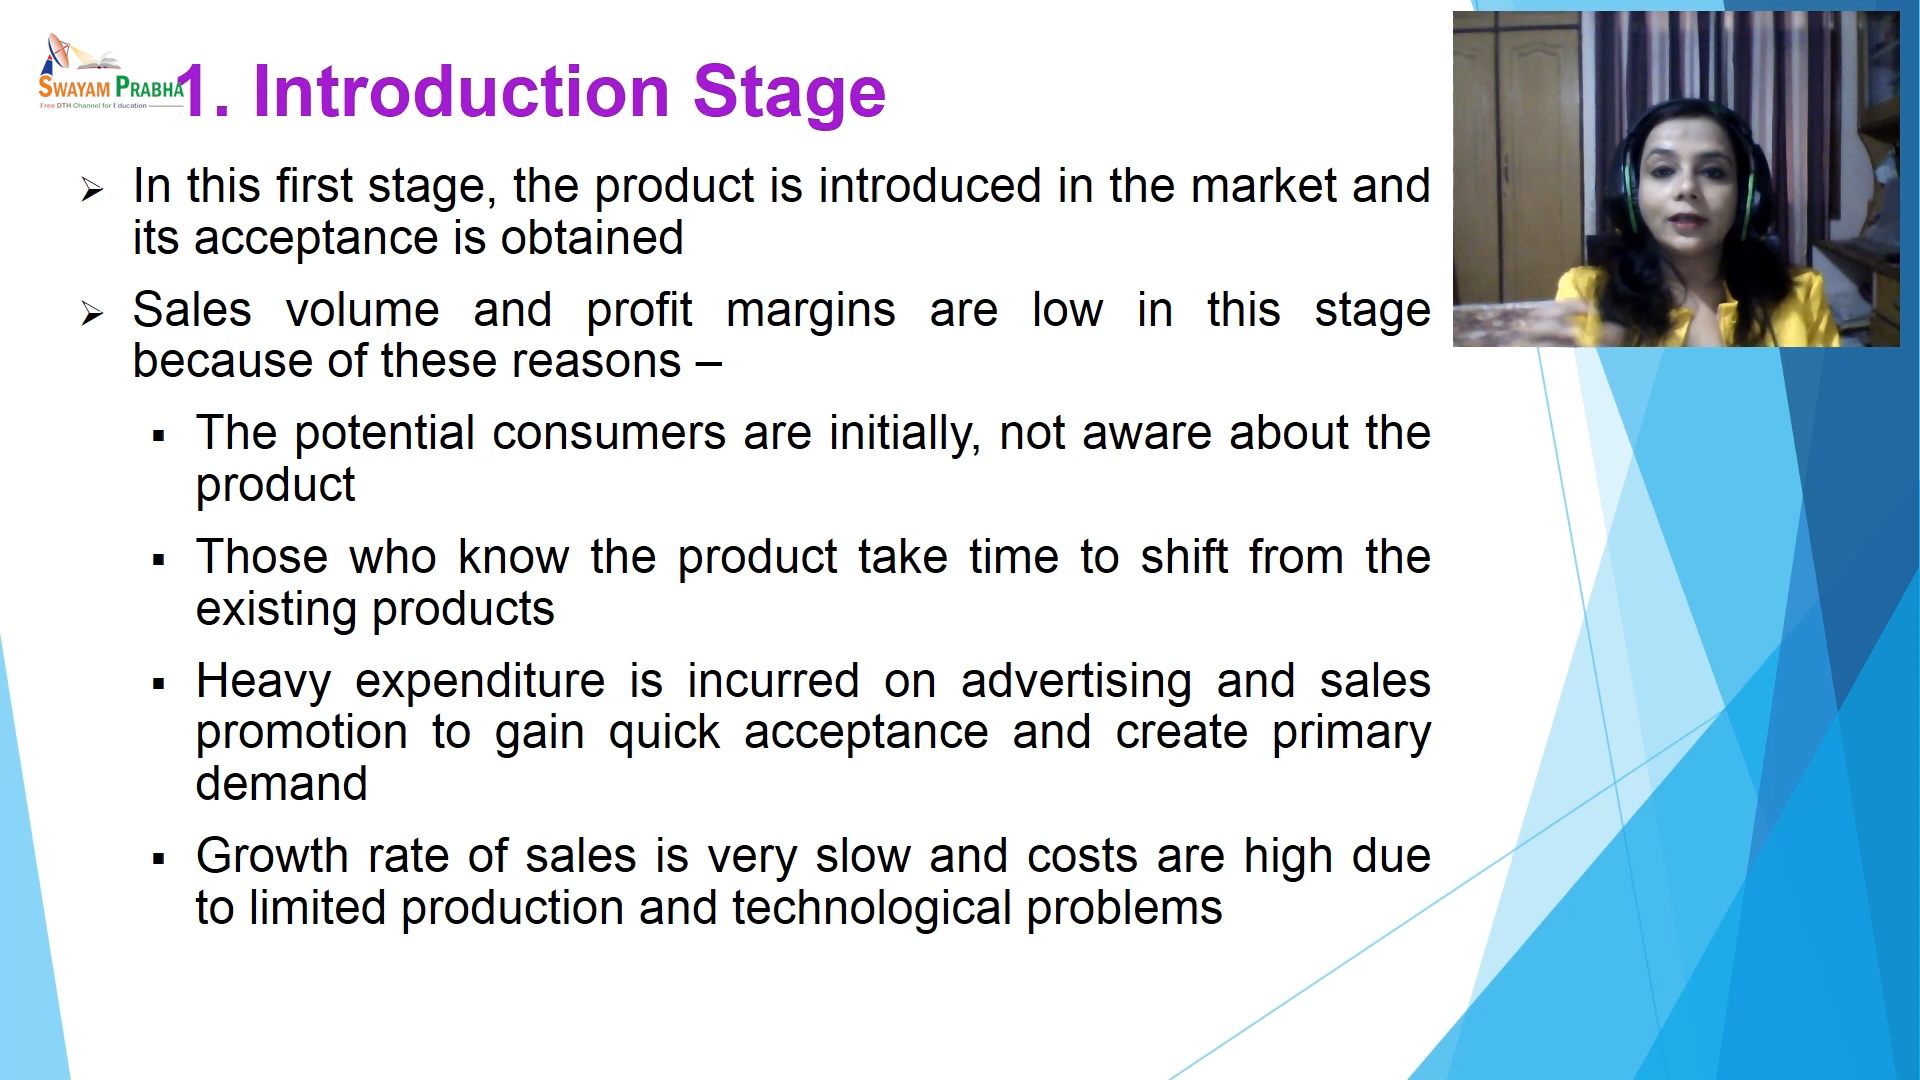 SWAYAM PRABHA
Free DTH Channel for Education
1. Introduction Stage
In this first stage, the product is introduced in the market and
its acceptance is obtained
Sales volume and profit margins are low in this stage
because of these reasons –
The potential consumers are initially, not aware about the
product
Those who know the product take time to shift from the
existing products
Heavy expenditure is incurred on advertising and sales
promotion to gain quick acceptance and create primary
demand
Growth rate of sales is very slow and costs are high due
to limited production and technological problems